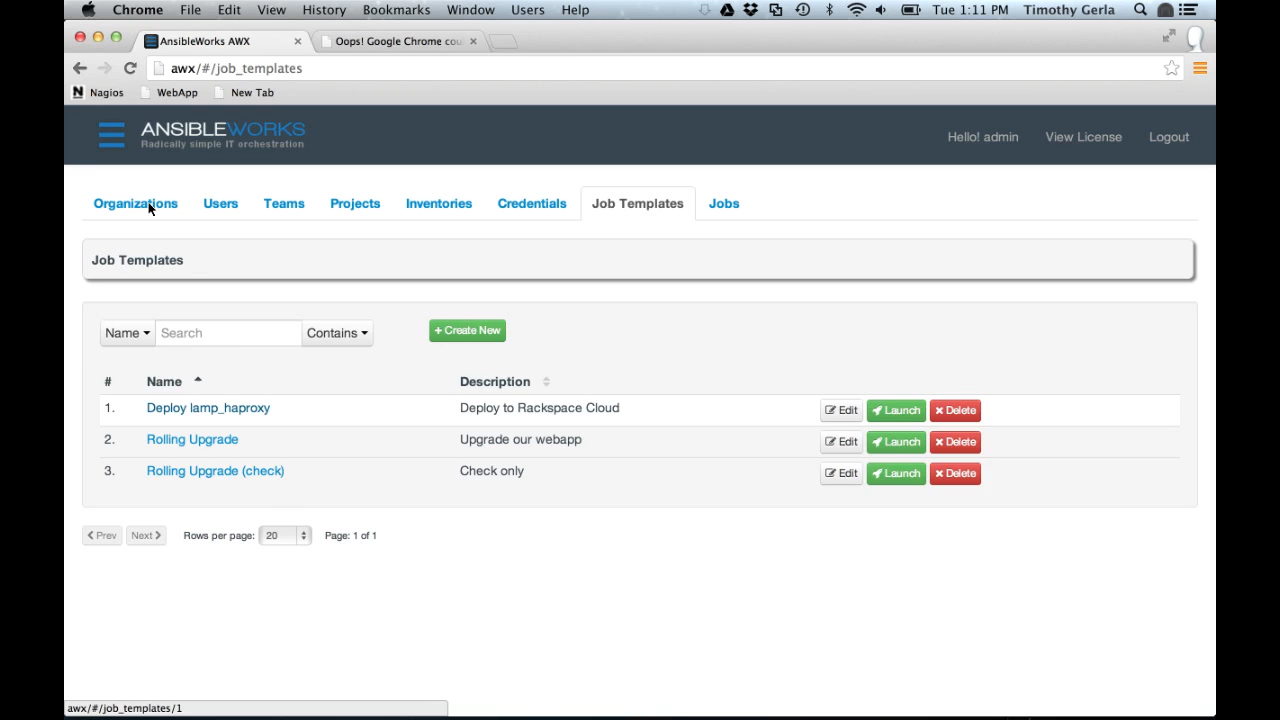 Chrome File Edit View History Bookmarks Window Users Help Tue 1:11 PM Timothy Gerla
AnsibleWorks AWX × Oops! Google Chrome cou ×
awx/#/job_templates
Nagios WebApp New Tab
ANSIBLEWORKS
Radically simple IT orchestration
Hello! admin View License Logout
Organizations Users Teams Projects Inventories Credentials Job Templates Jobs
Job Templates
Name Search Contains + Create New
# Name Description
1. Deploy lamp_haproxy Deploy to Rackspace Cloud Edit Launch Delete
2. Rolling Upgrade Upgrade our webapp Edit Launch Delete
3. Rolling Upgrade (check) Check only Edit Launch Delete
Prev Next Rows per page: 20 Page: 1 of 1
awx/#/job_templates/1